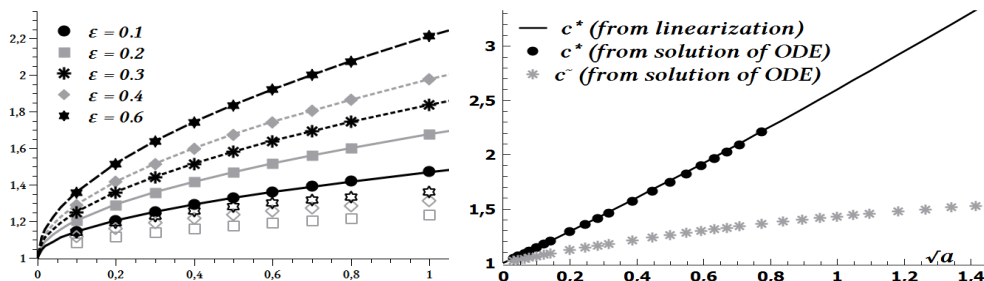 2,2
2
1,8
1,6
1,4
1,2
1
0
0,2
0,4
0,6
0,8
1
ε = 0.1
ε = 0.2
ε = 0.3
ε = 0.4
ε = 0.6
3
2,5
2
1,5
1
0
0,2
0,4
0,6
0,8
1
1,2
1,4
√a
c* (from linearization)
c* (from solution of ODE)
c~ (from solution of ODE)